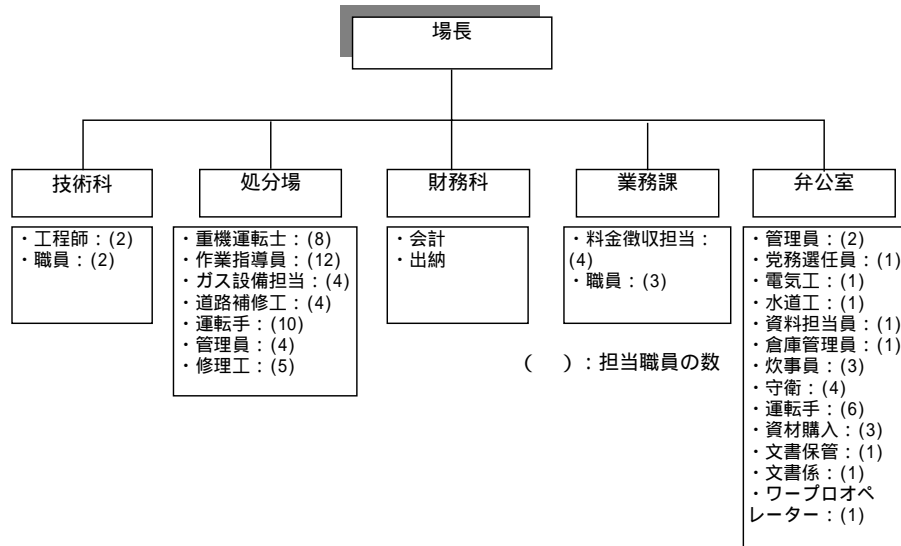 場長
技術科
処分場
財務科
業務課
弁公室
・工程師：(2)
・職員：(2)
・重機運転士：(8)
・作業指導員：(12)
・ガス設備担当：(4)
・道路補修工：(4)
・運転手：(10)
・管理員：(4)
・修理工：(5)
・会計
・出納
・料金徴収担当：
(4)
・職員：(3)
・管理員：(2)
・党務選任員：(1)
・電気工：(1)
・水道工：(1)
・資料担当員：(1)
・倉庫管理員：(1)
・炊事員：(3)
・守衛：(4)
・運転手：(6)
・資材購入：(3)
・文書保管：(1)
・文書係：(1)
・ワープロオペ
レーター：(1)
（　）：担当職員の数